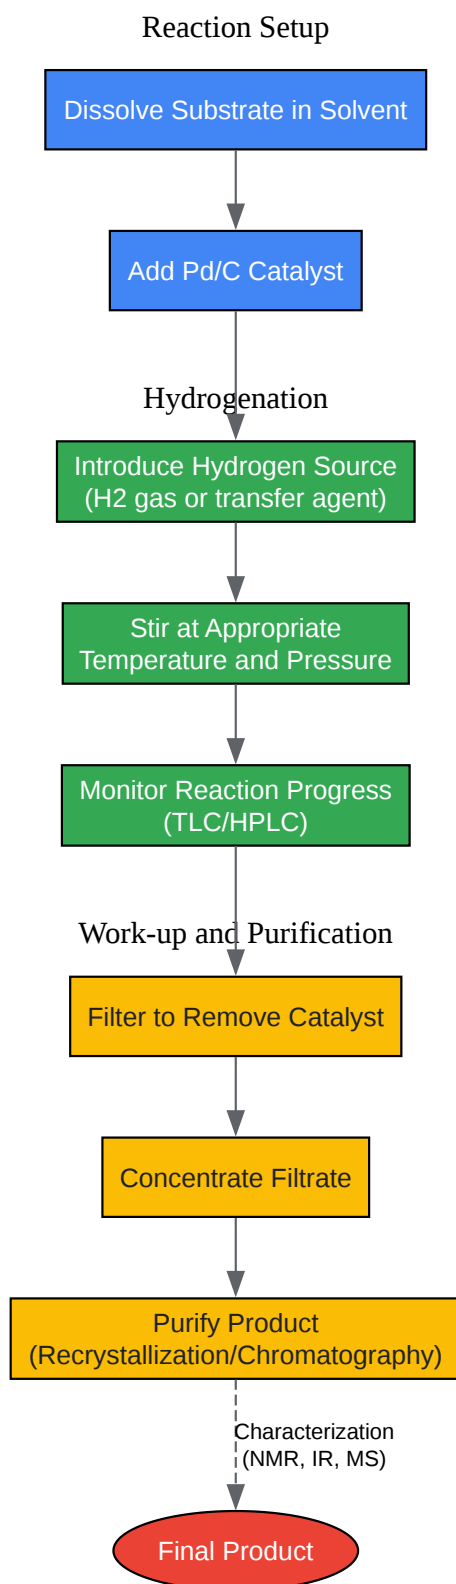 Reaction Setup
Dissolve Substrate in Solvent
Add Pd/C Catalyst
Hydrogenation
Introduce Hydrogen Source
(H2 gas or transfer agent)
Stir at Appropriate
Temperature and Pressure
Monitor Reaction Progress
(TLC/HPLC)
Work-up and Purification
Filter to Remove Catalyst
Concentrate Filtrate
Purify Product
(Recrystallization/Chromatography)
Characterization
(NMR, IR, MS)
Final Product